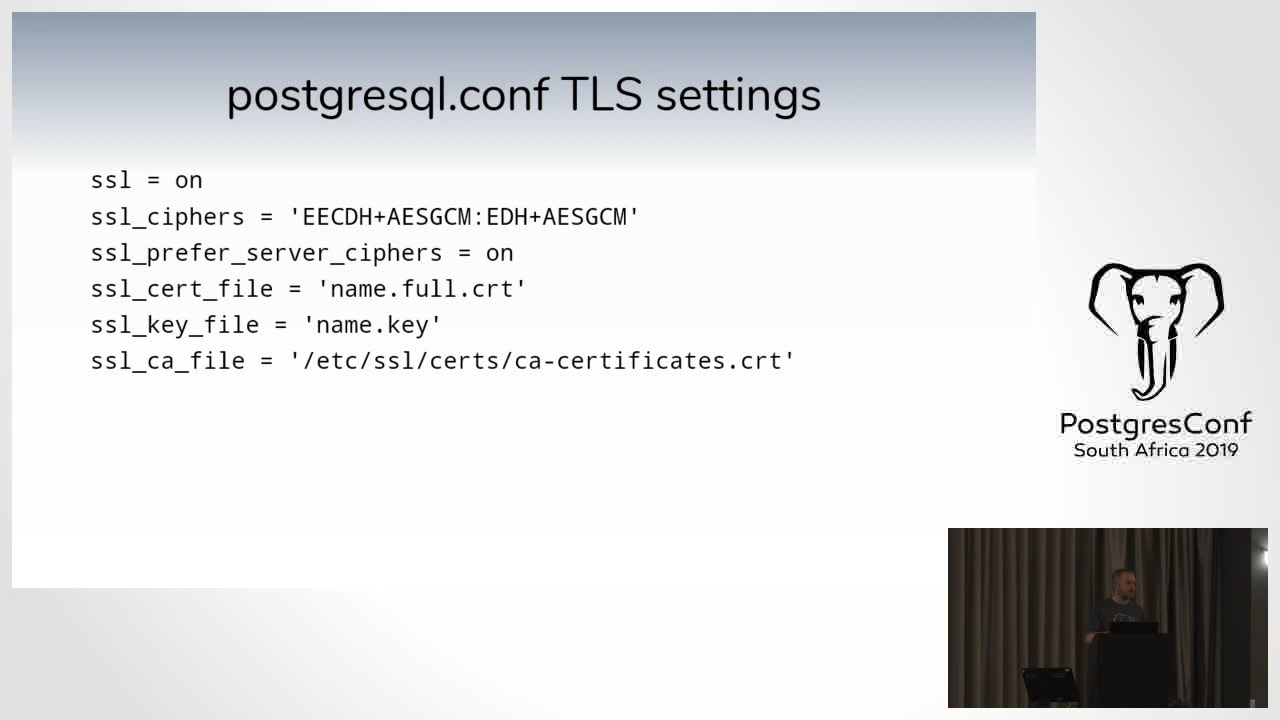 postgresql.conf TLS settings
ssl = on
ssl_ciphers = 'EECDH+AESGCM:EDH+AESGCM'
ssl_prefer_server_ciphers = on
ssl_cert_file = 'name.full.crt'
ssl_key_file = 'name.key'
ssl_ca_file = '/etc/ssl/certs/ca-certificates.crt'
PostgresConf
South Africa 2019